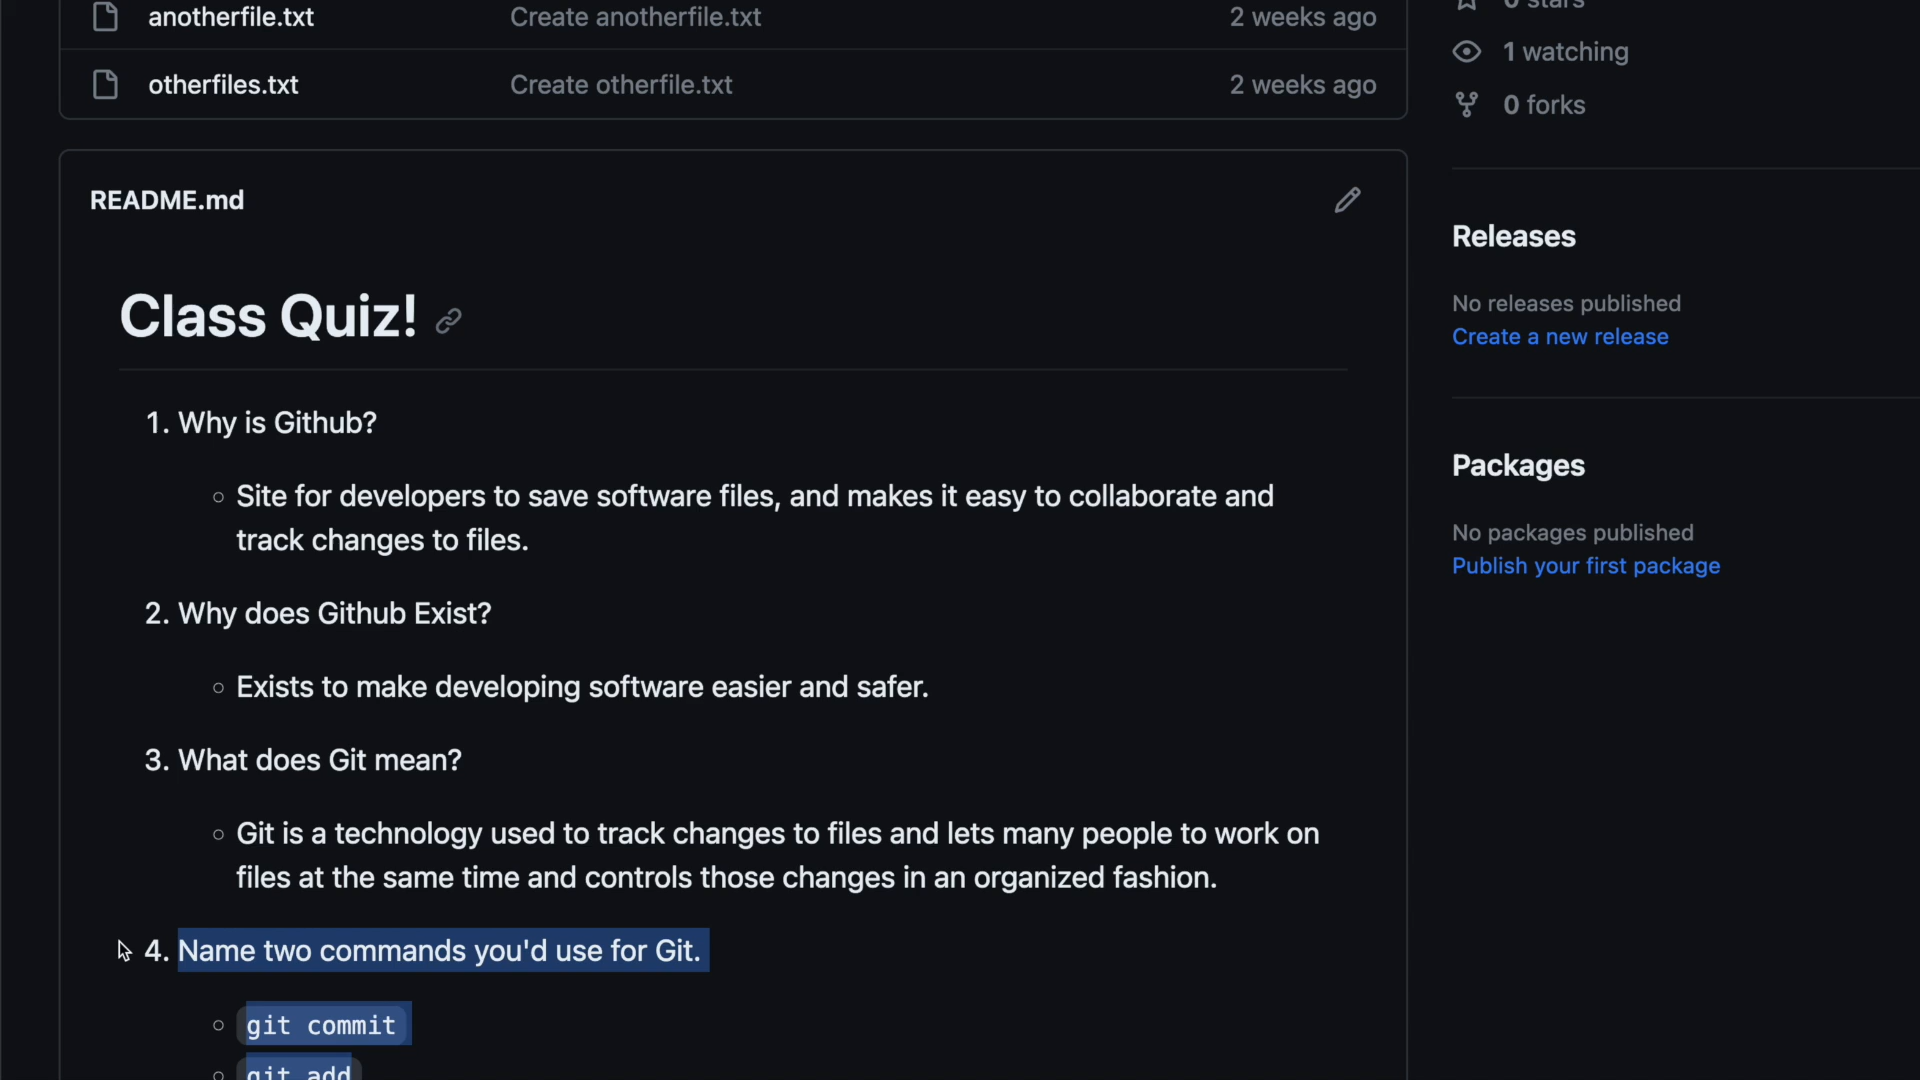 anotherfile.txt Create anotherfile.txt 2 weeks ago
otherfiles.txt Create otherfile.txt 2 weeks ago
0 stars
1 watching
0 forks
README.md
Class Quiz!
1. Why is Github?
Site for developers to save software files, and makes it easy to collaborate and
track changes to files.
2. Why does Github Exist?
Exists to make developing software easier and safer.
3. What does Git mean?
Git is a technology used to track changes to files and lets many people to work on
files at the same time and controls those changes in an organized fashion.
4. Name two commands you'd use for Git.
git commit
git add
Releases
No releases published
Create a new release
Packages
No packages published
Publish your first package